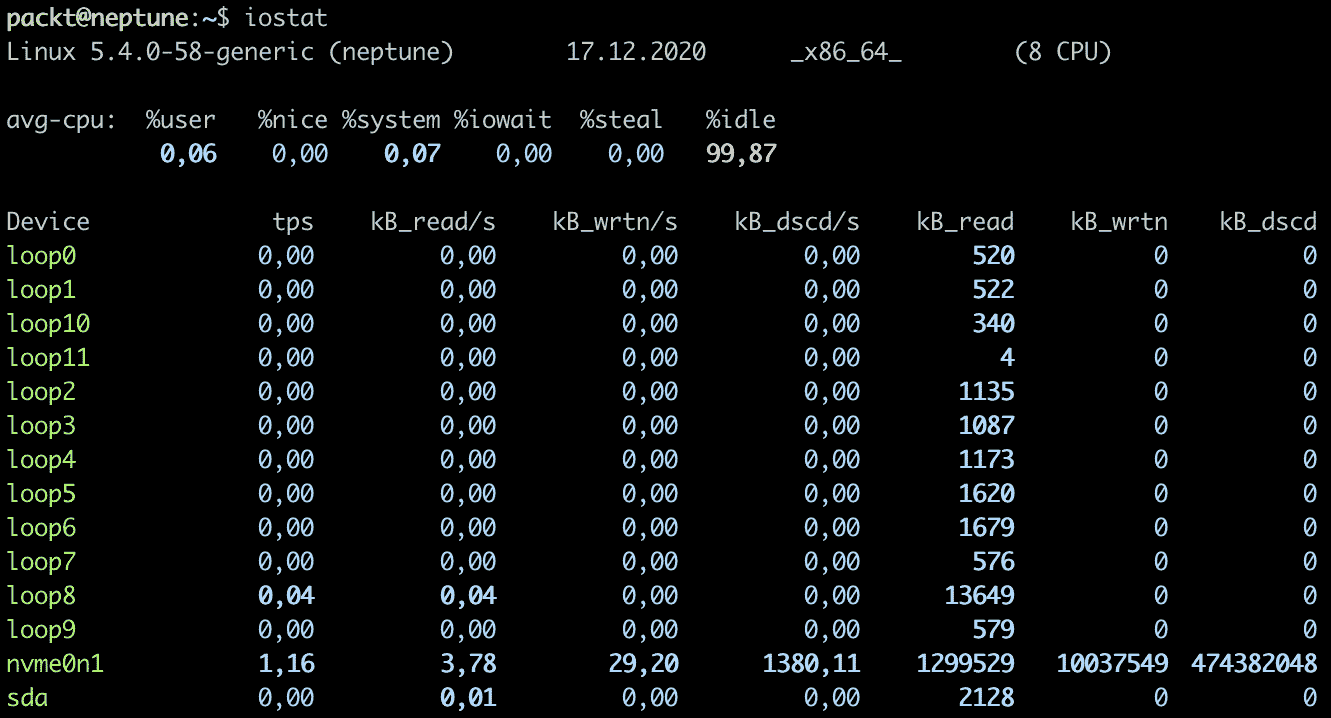 packt@neptune:~$ iostat
Linux 5.4.0-58-generic (neptune) 17.12.2020 _x86_64_ (8 CPU)
avg-cpu: %user %nice %system %iowait %steal %idle
0,06 0,00 0,07 0,00 0,00 99,87
Device tps kB_read/s kB_wrtn/s kB_dscd/s kB_read kB_wrtn kB_dscd
loop0 0,00 0,00 0,00 0,00 520 0 0
loop1 0,00 0,00 0,00 0,00 522 0 0
loop10 0,00 0,00 0,00 0,00 340 0 0
loop11 0,00 0,00 0,00 0,00 4 0 0
loop2 0,00 0,00 0,00 0,00 1135 0 0
loop3 0,00 0,00 0,00 0,00 1087 0 0
loop4 0,00 0,00 0,00 0,00 1173 0 0
loop5 0,00 0,00 0,00 0,00 1620 0 0
loop6 0,00 0,00 0,00 0,00 1679 0 0
loop7 0,00 0,00 0,00 0,00 576 0 0
loop8 0,04 0,04 0,00 0,00 13649 0 0
loop9 0,00 0,00 0,00 0,00 579 0 0
nvme0n1 1,16 3,78 29,20 1380,11 1299529 10037549 474382048
sda 0,00 0,01 0,00 0,00 2128 0 0